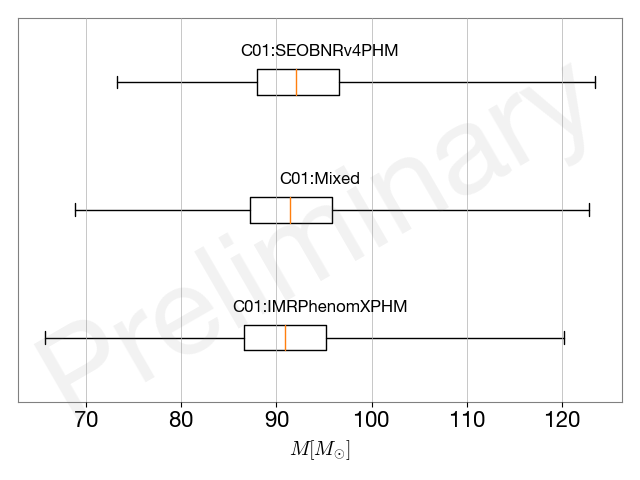 C01:SEOBNRv4PHM
C01:Mixed
C01:IMRPhenomXPHM
Preliminary
70 80 90 100 110 120
M[M⊙]